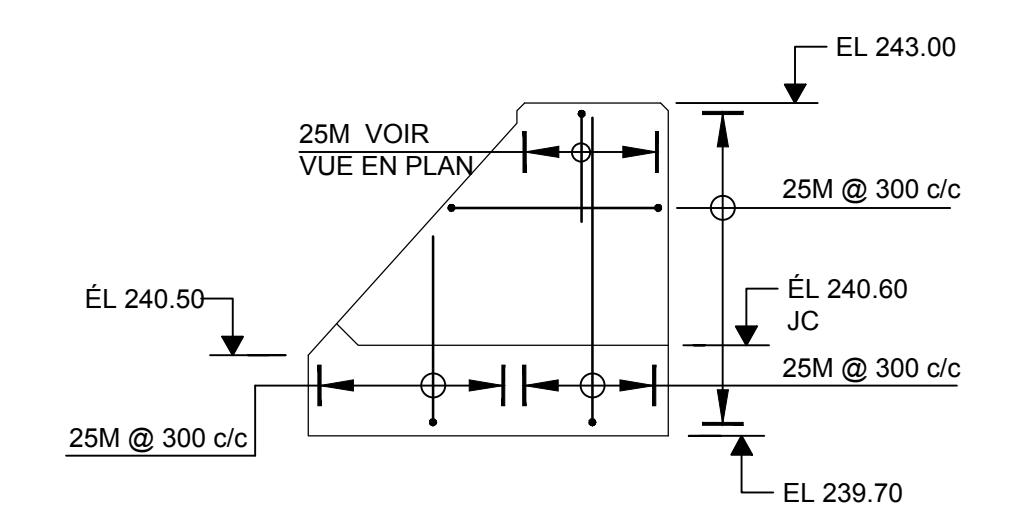 EL 243.00
25M VOIR
VUE EN PLAN
25M @ 300 c/c
ÉL 240.50
ÉL 240.60
JC
25M @ 300 c/c
25M @ 300 c/c
EL 239.70